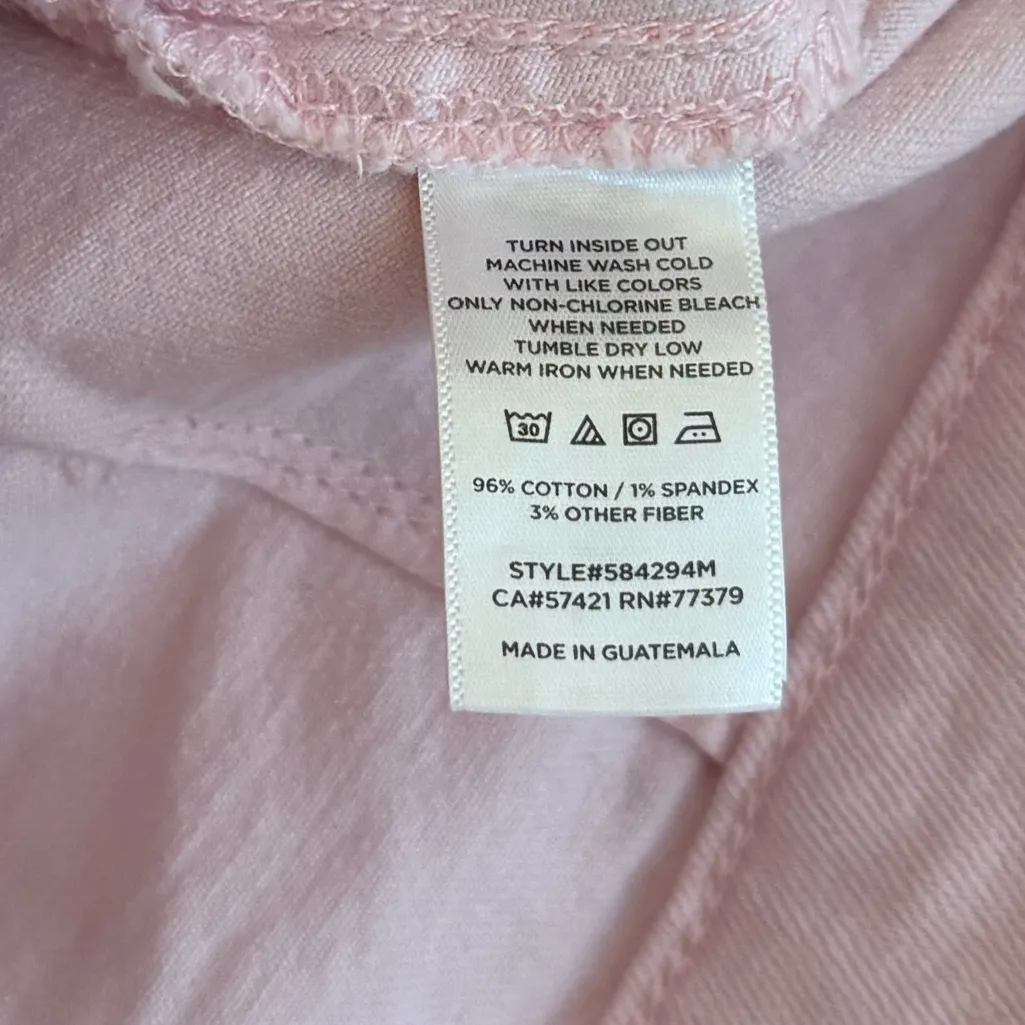 TURN INSIDE OUT
MACHINE WASH COLD
WITH LIKE COLORS
ONLY NON-CHLORINE BLEACH
WHEN NEEDED
TUMBLE DRY LOW
WARM IRON WHEN NEEDED
30
96% COTTON / 1% SPANDEX
3% OTHER FIBER
STYLE#584294M
CA#57421 RN#77379
MADE IN GUATEMALA